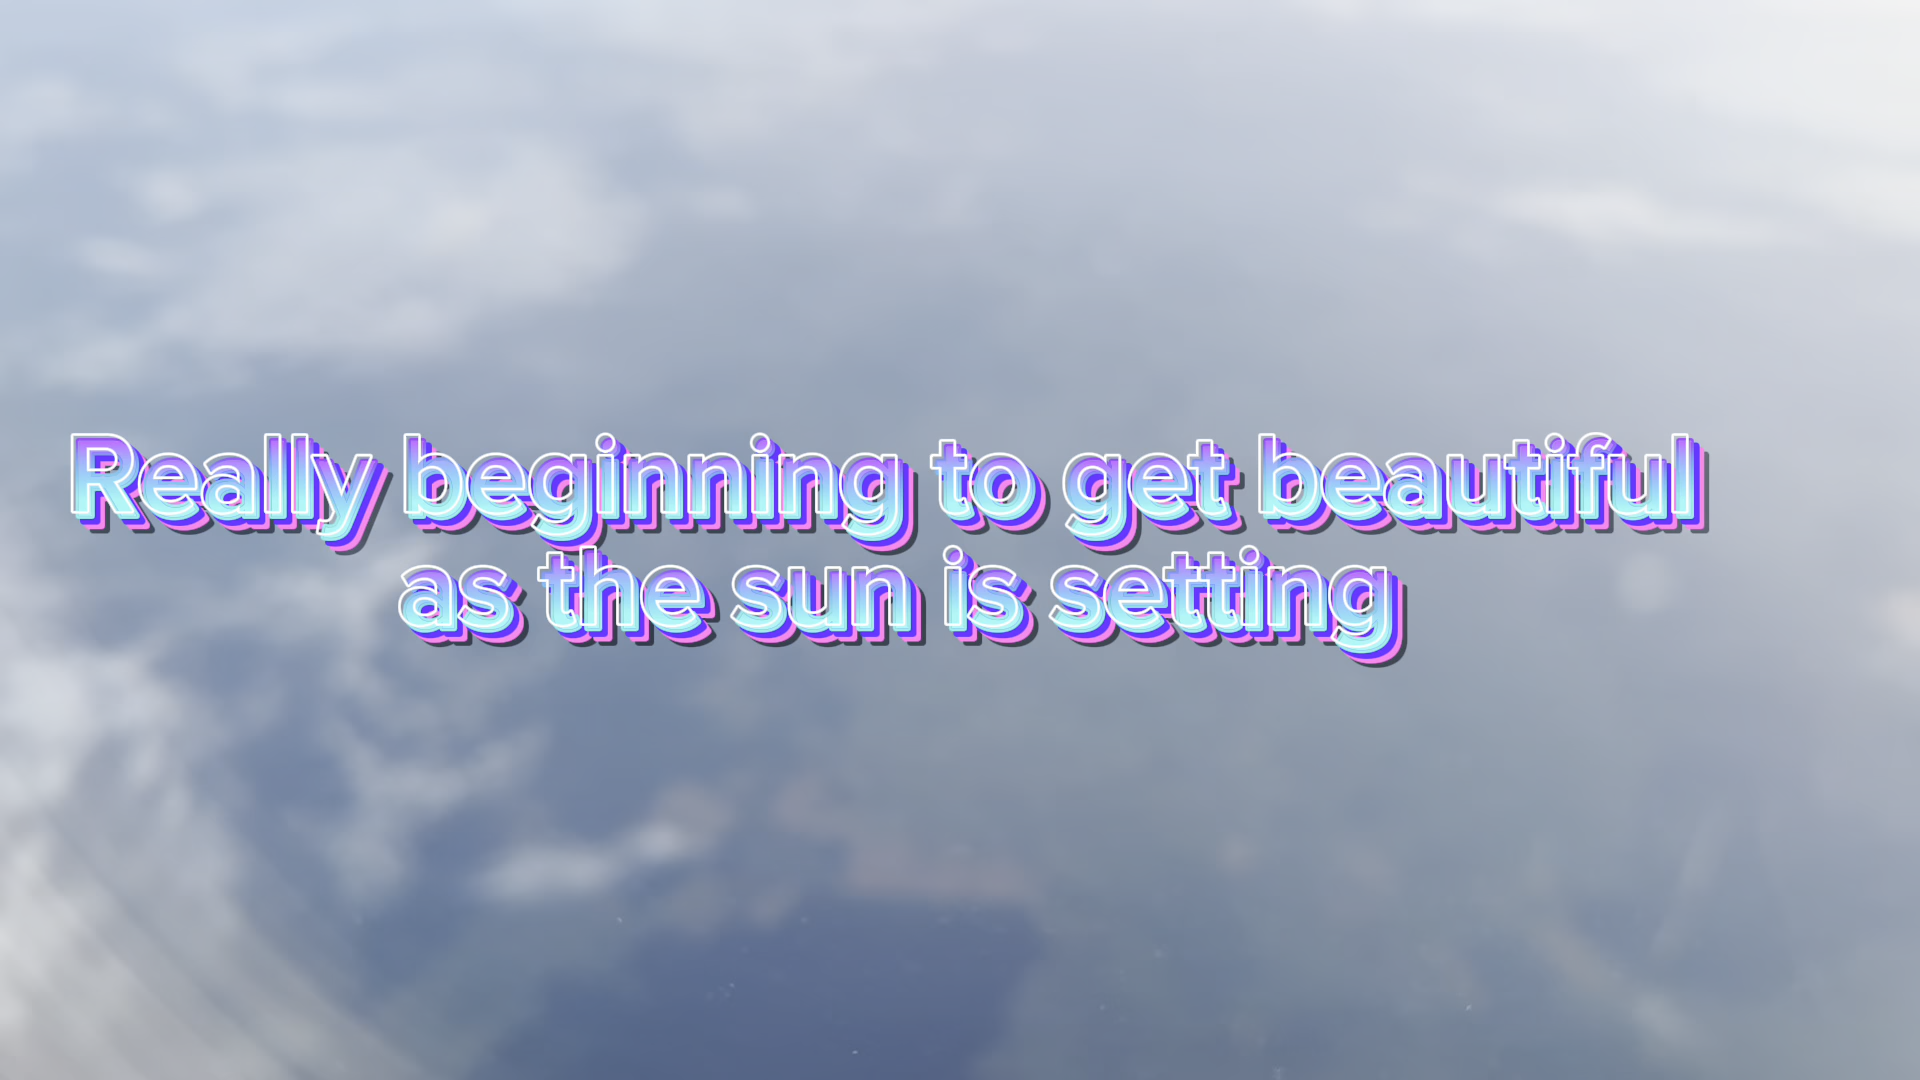 Really beginning to get beautiful
as the sun is setting